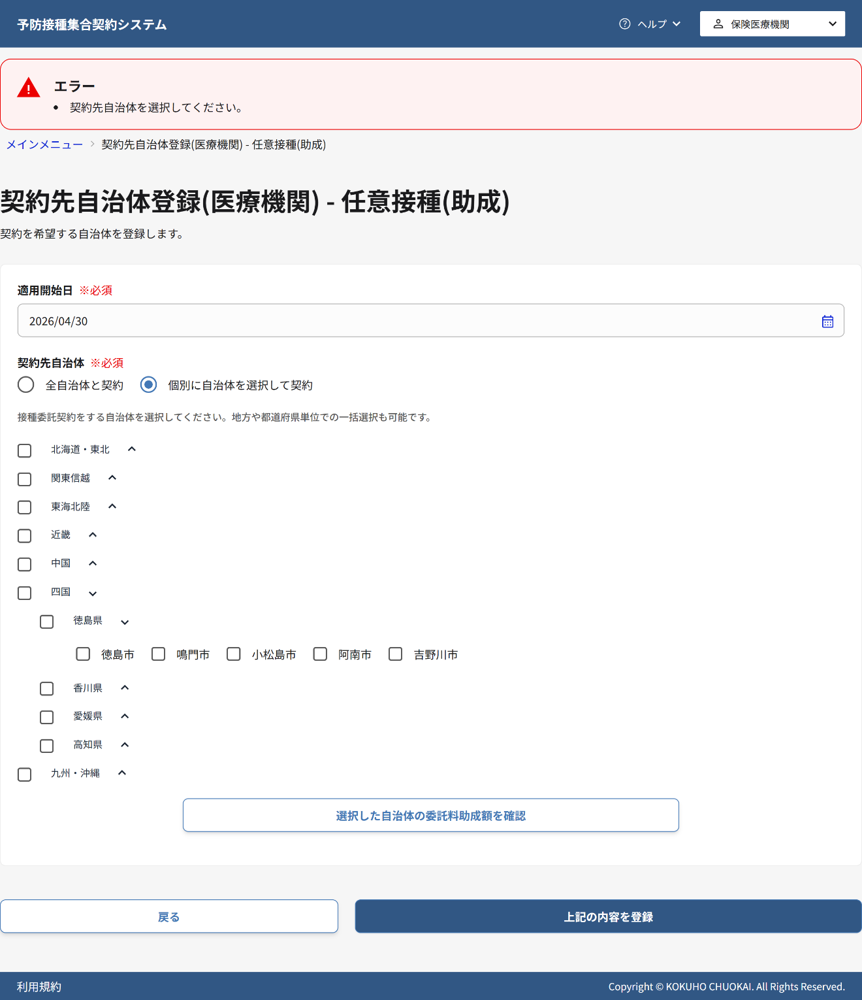 予防接種集合契約システム
ヘルプ
保険医療機関
エラー
• 契約先自治体を選択してください。
メインメニュー > 契約先自治体登録(医療機関) - 任意接種(助成)
契約先自治体登録(医療機関) - 任意接種(助成)
契約を希望する自治体を登録します。
適用開始日 ※必須
2026/04/30
契約先自治体 ※必須
全自治体と契約 個別に自治体を選択して契約
接種委託契約をする自治体を選択してください。地方や都道府県単位での一括選択も可能です。
北海道・東北
関東信越
東海北陸
近畿
中国
四国
徳島県
徳島市 鳴門市 小松島市 阿南市 吉野川市
香川県
愛媛県
高知県
九州・沖縄
選択した自治体の委託料助成額を確認
戻る
上記の内容を登録
利用規約
Copyright © KOKUHO CHUOKAI. All Rights Reserved.